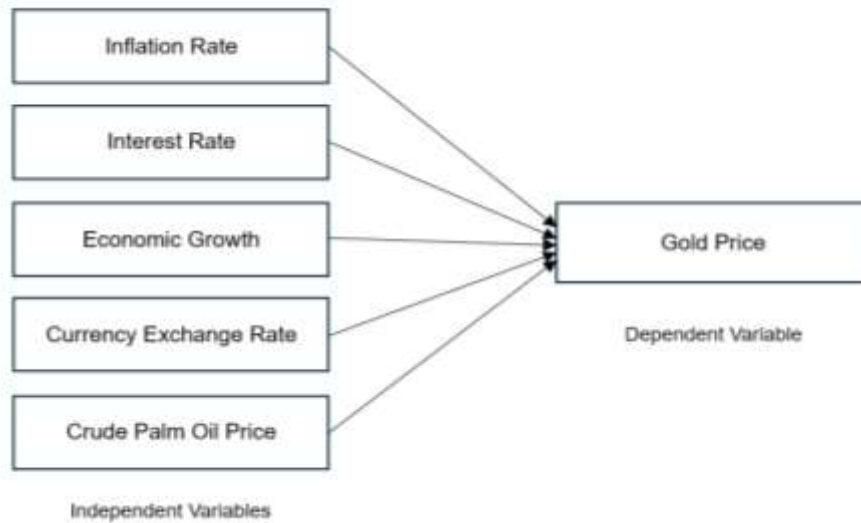 Inflation Rate
Interest Rate
Economic Growth
Currency Exchange Rate
Crude Palm Oil Price
Independent Variables
Gold Price
Dependent Variable